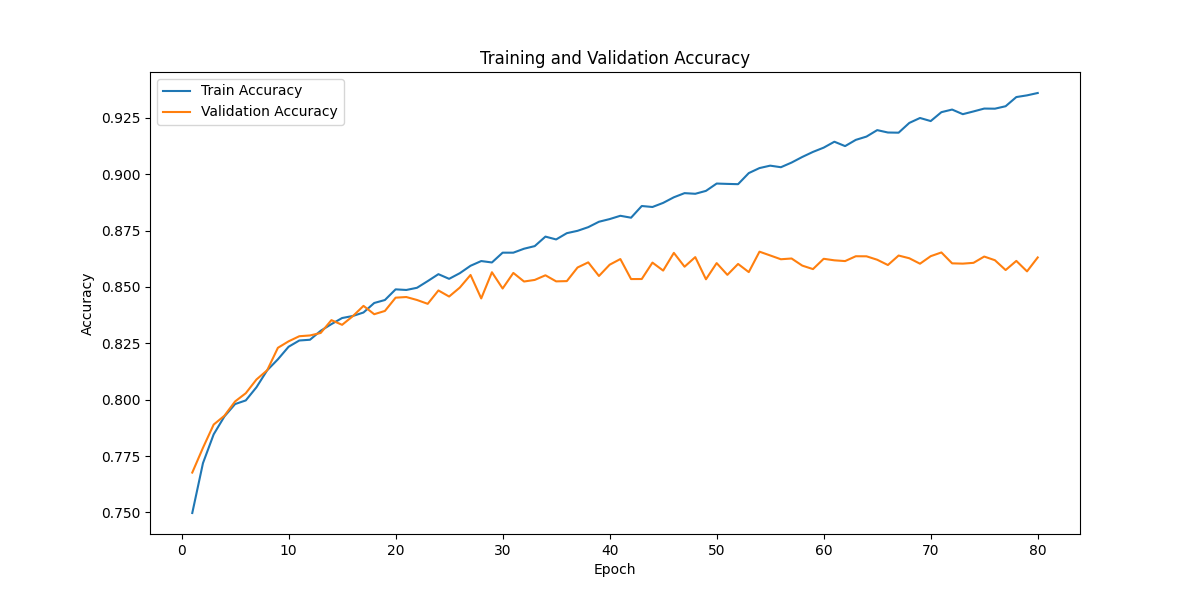 Training and Validation Accuracy
Train Accuracy
Validation Accuracy
0.925
0.900
0.875
0.850
0.825
0.800
0.775
0.750
Accuracy
0 10 20 30 40 50 60 70 80
Epoch